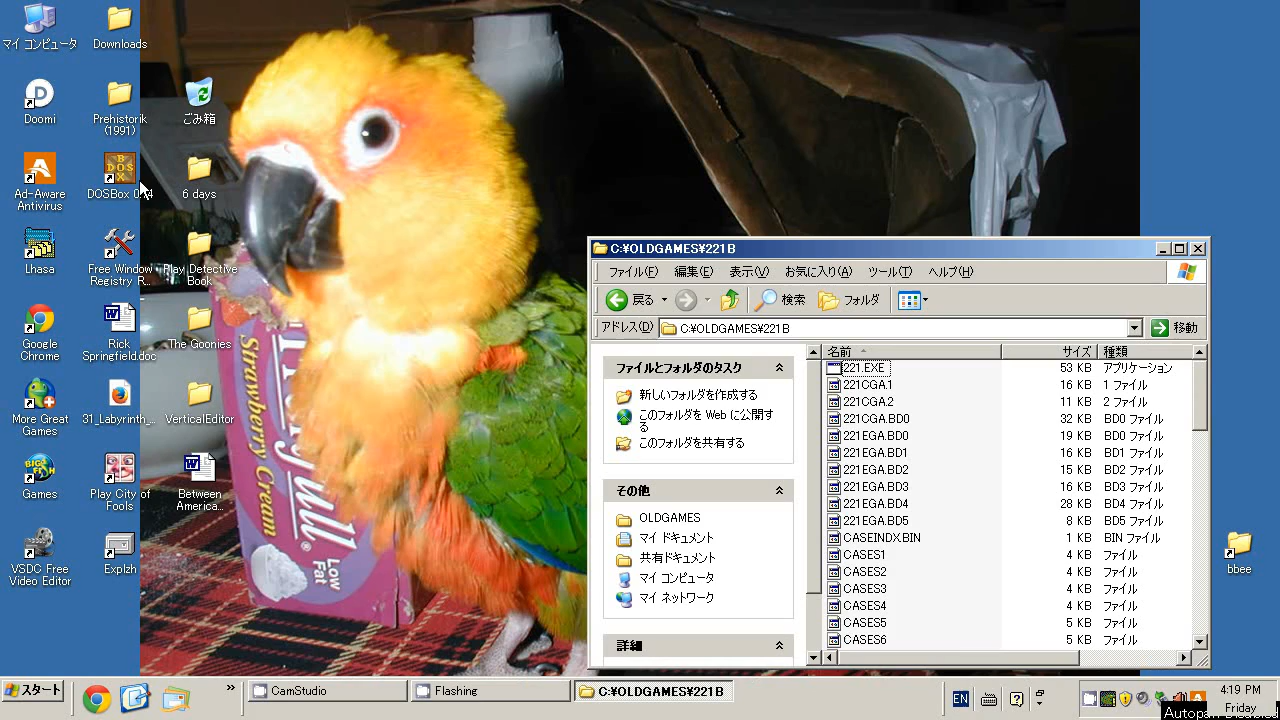 マイ コンピュータ
Downloads
Doomi
Prehistorik
(1991)
ごみ箱
Ad-Aware
Antivirus
DOSBox 0.74
6 days
Lhasa
Free Window
Registry R...
Play Detective
Book
Google
Chrome
Rick
Springfield.doc
The Goonies
More Great
Games
31_Labyrinth_...
VerticalEditor
Games
Play City of
Fools
Between
America...
VSDC Free
Video Editor
Explzh
bbee
Strawberry Cream
Low
Fat
C:¥OLDGAMES¥221B
ファイル(F) 編集(E) 表示(V) お気に入り(A) ツール(T) ヘルプ(H)
戻る 検索 フォルダ
アドレス(D) C:¥OLDGAMES¥221B 移動
ファイルとフォルダのタスク
新しいフォルダを作成する
このフォルダを Web に公開す
る
このフォルダを共有する
その他
OLDGAMES
マイ ドキュメント
共有ドキュメント
マイ コンピュータ
マイ ネットワーク
詳細
名前 サイズ 種類
221.EXE 53 KB アプリケーション
221CGA.1 16 KB 1 ファイル
221CGA.2 11 KB 2 ファイル
221CGA.BD0 32 KB BD0 ファイル
221EGA.BD0 19 KB BD0 ファイル
221EGA.BD1 16 KB BD1 ファイル
221EGA.BD2 15 KB BD2 ファイル
221EGA.BD3 16 KB BD3 ファイル
221EGA.BD4 28 KB BD4 ファイル
221EGA.BD5 8 KB BD5 ファイル
CASEINDX.BIN 1 KB BIN ファイル
CASES1 4 KB ファイル
CASES2 4 KB ファイル
CASES3 4 KB ファイル
CASES4 4 KB ファイル
CASES5 5 KB ファイル
CASES6 5 KB ファイル
スタート
CamStudio
Flashing
C:¥OLDGAMES¥221B
EN
4:19 PM
Friday